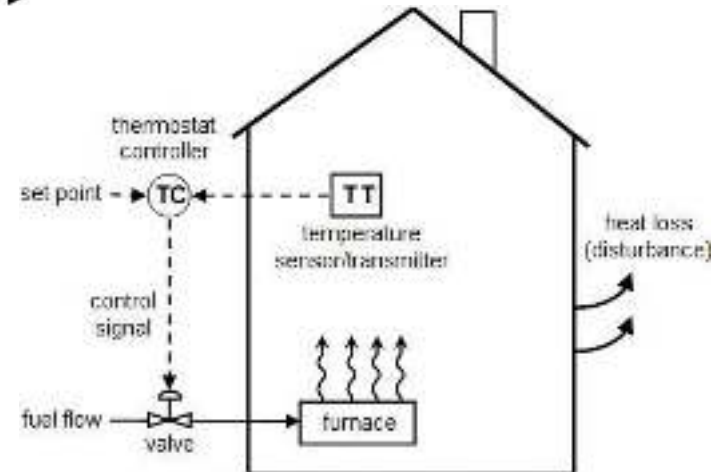 thermostat
controller
set point
TC
TT
temperature
sensor/transmitter
heat loss
(disturbance)
control
signal
fuel flow
valve
furnace